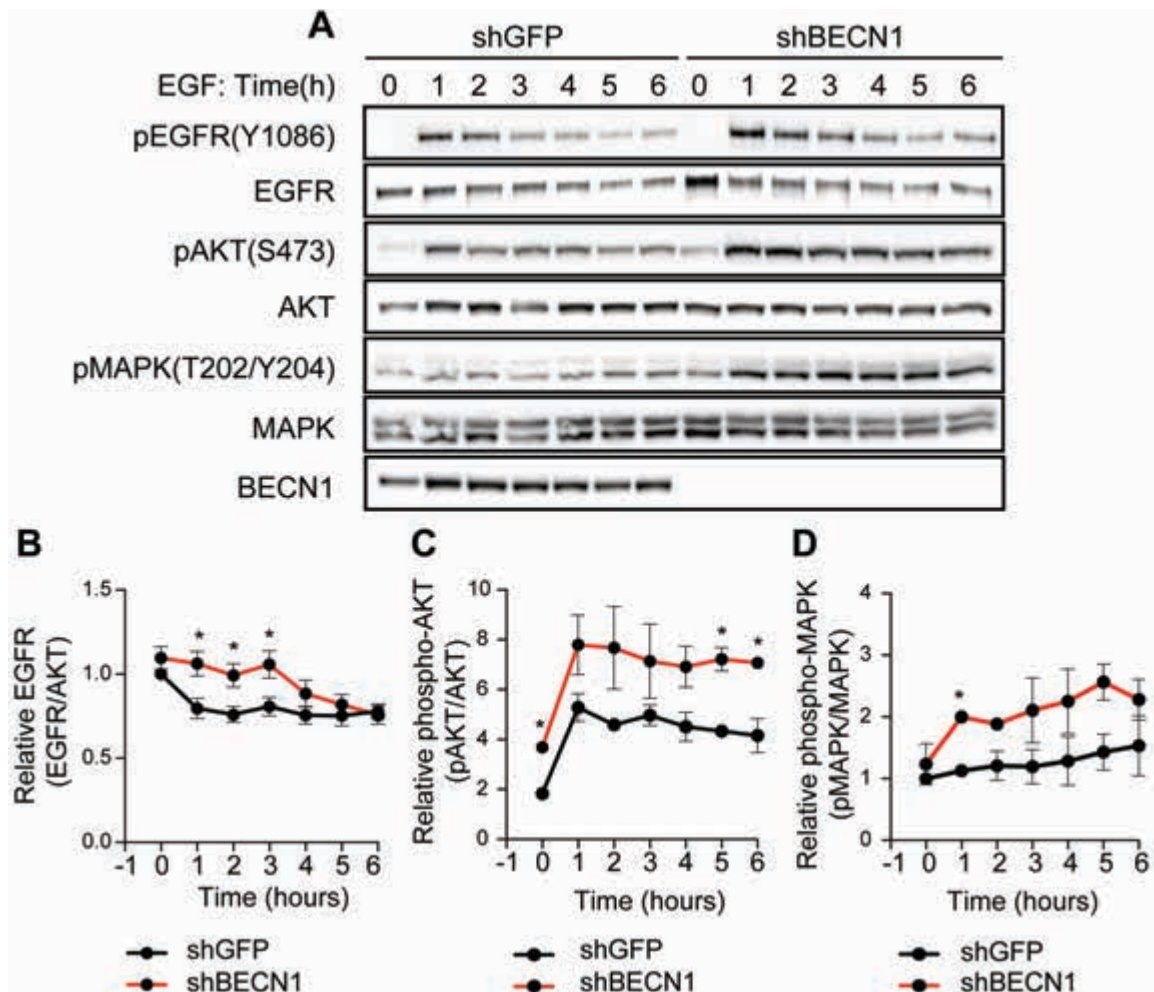 A
shGFP shBECN1
EGF: Time(h) 0 1 2 3 4 5 6 0 1 2 3 4 5 6
pEGFR(Y1086)
EGFR
pAKT(S473)
AKT
pMAPK(T202/Y204)
MAPK
BECN1
B
Relative EGFR
(EGFR/AKT)
1.5
1.0
0.5
0.0
* * *
-1 0 1 2 3 4 5 6
Time (hours)
shGFP
shBECN1
C
Relative phospho-AKT
(pAKT/AKT)
10
8
6
4
2
0
* * *
-1 0 1 2 3 4 5 6
Time (hours)
shGFP
shBECN1
D
Relative phospho-MAPK
(pMAPK/MAPK)
4
3
2
1
0
*
-1 0 1 2 3 4 5 6
Time (hours)
shGFP
shBECN1